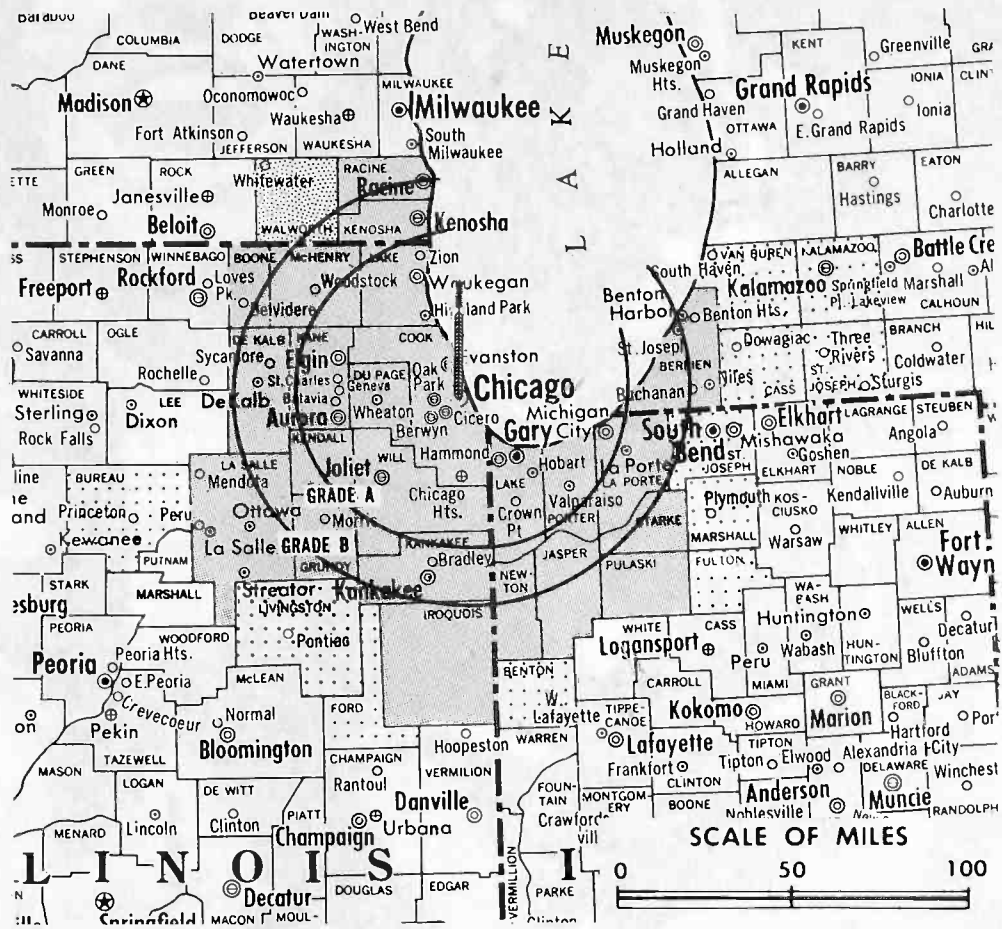 Baraboo
COLUMBIA
DODGE
Beaver Dam
WASH-
INGTON
West Bend
Watertown
DANE
Madison
Oconomowoc
MILWAUKEE
Milwaukee
Waukesha
Fort Atkinson
JEFFERSON
WAUKESHA
South
Milwaukee
GREEN
ROCK
Whitewater
RACINE
Racine
Janesville
Monroe
Beloit
WALWORTH
KENOSHA
Kenosha
L A K E
Muskegon
Muskegon
Hts.
KENT
Greenville
Grand Rapids
IONIA
Grand Haven
OTTAWA
E. Grand Rapids
Ionia
Holland
ALLEGAN
BARRY
Hastings
EATON
Charlotte
STEPHENSON
WINNEBAGO
BOONE
McHENRY
LAKE
Zion
Freeport
Rockford
Loves
Pk.
Woodstock
Waukegan
Belvidere
Highland Park
CARROLL
Savanna
OGLE
DE KALB
KANE
COOK
Sycamore
Elgin
Evanston
Rochelle
St. Charles
DU PAGE
Geneva
Oak
Park
Chicago
WHITESIDE
LEE
De Kalb
Batavia
Wheaton
Cicero
Sterling
Dixon
Aurora
Berwyn
Rock Falls
KENDALL
South Haven
VAN BUREN
KALAMAZOO
Battle Cre
Kalamazoo
Springfield
Pl.
Lakeview
Marshall
Al
CALHOUN
Benton
Harbor
Benton Hts.
St. Joseph
Dowagiac
Three
Rivers
BRANCH
Coldwater
HIL
BERRIEN
Buchanan
Niles
CASS
ST.
JOSEPH
Sturgis
Michigan
City
Gary
South
Bend
Elkhart
LAGRANGE
STEUBEN
Mishawaka
Goshen
Angola
ST.
JOSEPH
ELKHART
NOBLE
DE KALB
LA SALLE
Mendota
Joliet
WILL
Hammond
LAKE
Hobart
La Porte
LA PORTE
BUREAU
GRADE A
Chicago
Hts.
Valparaiso
PORTER
Plymouth
KOS-
CIUSKO
Kendallville
Auburn
Princeton
Peru
Ottawa
Morris
Crown
Pt
STARKE
MARSHALL
Warsaw
WHITLEY
ALLEN
Kewanee
La Salle
GRADE B
KANKAKEE
Bradley
JASPER
PULASKI
FULTON
Fort
Wayn
PUTNAM
GRUNDY
NEW-
TON
STARK
MARSHALL
Streator
Kankakee
WA-
BASH
esburg
LIVINGSTON
IROQUOIS
Huntington
WELLS
Decatur
PEORIA
WOODFORD
Pontiac
WHITE
CASS
Logansport
Wabash
HUN-
TINGTON
Bluffton
Peoria
Peoria Hts.
BENTON
Peru
ADAMS
E. Peoria
McLEAN
CARROLL
MIAMI
GRANT
BLACK-
FORD
JAY
Crevecoeur
FORD
W.
Lafayette
TIPPE-
CANOE
Kokomo
Marion
Pekin
Normal
HOWARD
Hartford
City
Bloomington
Hoopeston
WARREN
Lafayette
TIPTON
Alexandria
TAZEWELL
CHAMPAIGN
Frankfort
Tipton
Elwood
DELAWARE
Winchest
MASON
Rantoul
VERMILION
CLINTON
LOGAN
DE WITT
FOUN-
TAIN
MONTGOM-
ERY
BOONE
Anderson
Muncie
RANDOLPH
Lincoln
Clinton
PIATT
Danville
Crawfords
vill
Noblesville
MENARD
Champaign
Urbana
SCALE OF MILES
L I N O I S
I
0 50 100
Decatur
DOUGLAS
EDGAR
VERMILLION
PARKE
Springfield
MACON
MOUL-
Clinton